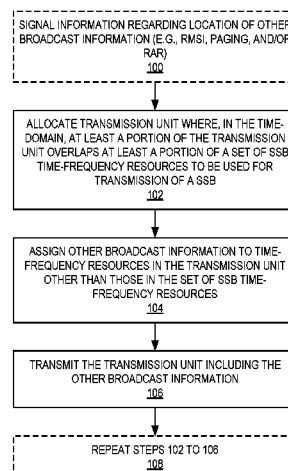 SIGNAL INFORMATION REGARDING LOCATION OF OTHER
BROADCAST INFORMATION (E.G., RMSI, PAGING, AND/OR
RAR)
100
ALLOCATE TRANSMISSION UNIT WHERE, IN THE TIME-
DOMAIN, AT LEAST A PORTION OF THE TRANSMISSION
UNIT OVERLAPS AT LEAST A PORTION OF A SET OF SSB
TIME-FREQUENCY RESOURCES TO BE USED FOR
TRANSMISSION OF A SSB
102
ASSIGN OTHER BROADCAST INFORMATION TO TIME-
FREQUENCY RESOURCES IN THE TRANSMISSION UNIT
OTHER THAN THOSE IN THE SET OF SSB TIME-
FREQUENCY RESOURCES
104
TRANSMIT THE TRANSMISSION UNIT INCLUDING THE
OTHER BROADCAST INFORMATION
106
REPEAT STEPS 102 TO 106
108